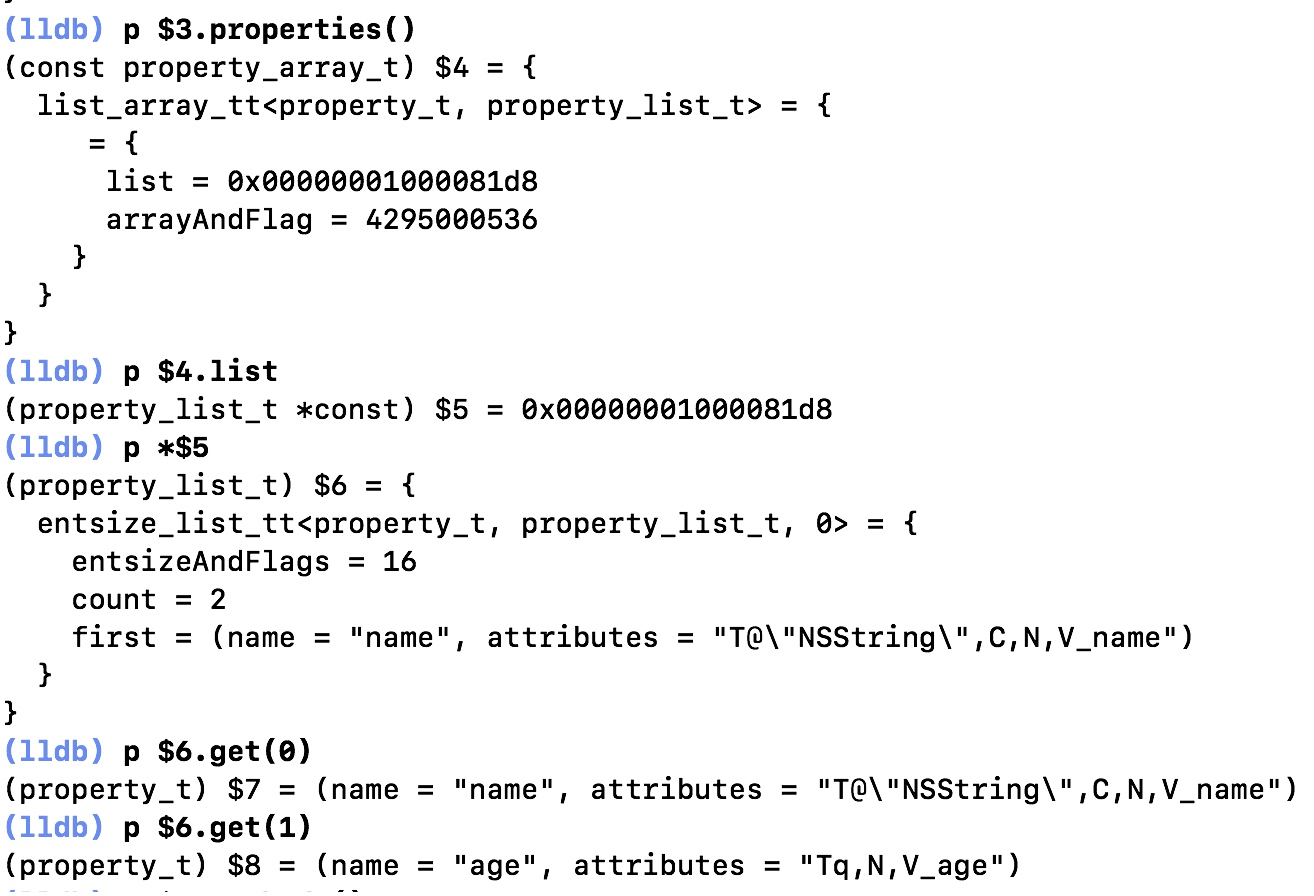 (lldb) p $3.properties()
(const property_array_t) $4 = {
  list_array_tt<property_t, property_list_t> = {
     = {
      list = 0x00000001000081d8
      arrayAndFlag = 4295000536
    }
  }
}
(lldb) p $4.list
(property_list_t *const) $5 = 0x00000001000081d8
(lldb) p *$5
(property_list_t) $6 = {
  entsize_list_tt<property_t, property_list_t, 0> = {
    entsizeAndFlags = 16
    count = 2
    first = (name = "name", attributes = "T@\"NSString\",C,N,V_name")
  }
}
(lldb) p $6.get(0)
(property_t) $7 = (name = "name", attributes = "T@\"NSString\",C,N,V_name")
(lldb) p $6.get(1)
(property_t) $8 = (name = "age", attributes = "Tq,N,V_age")